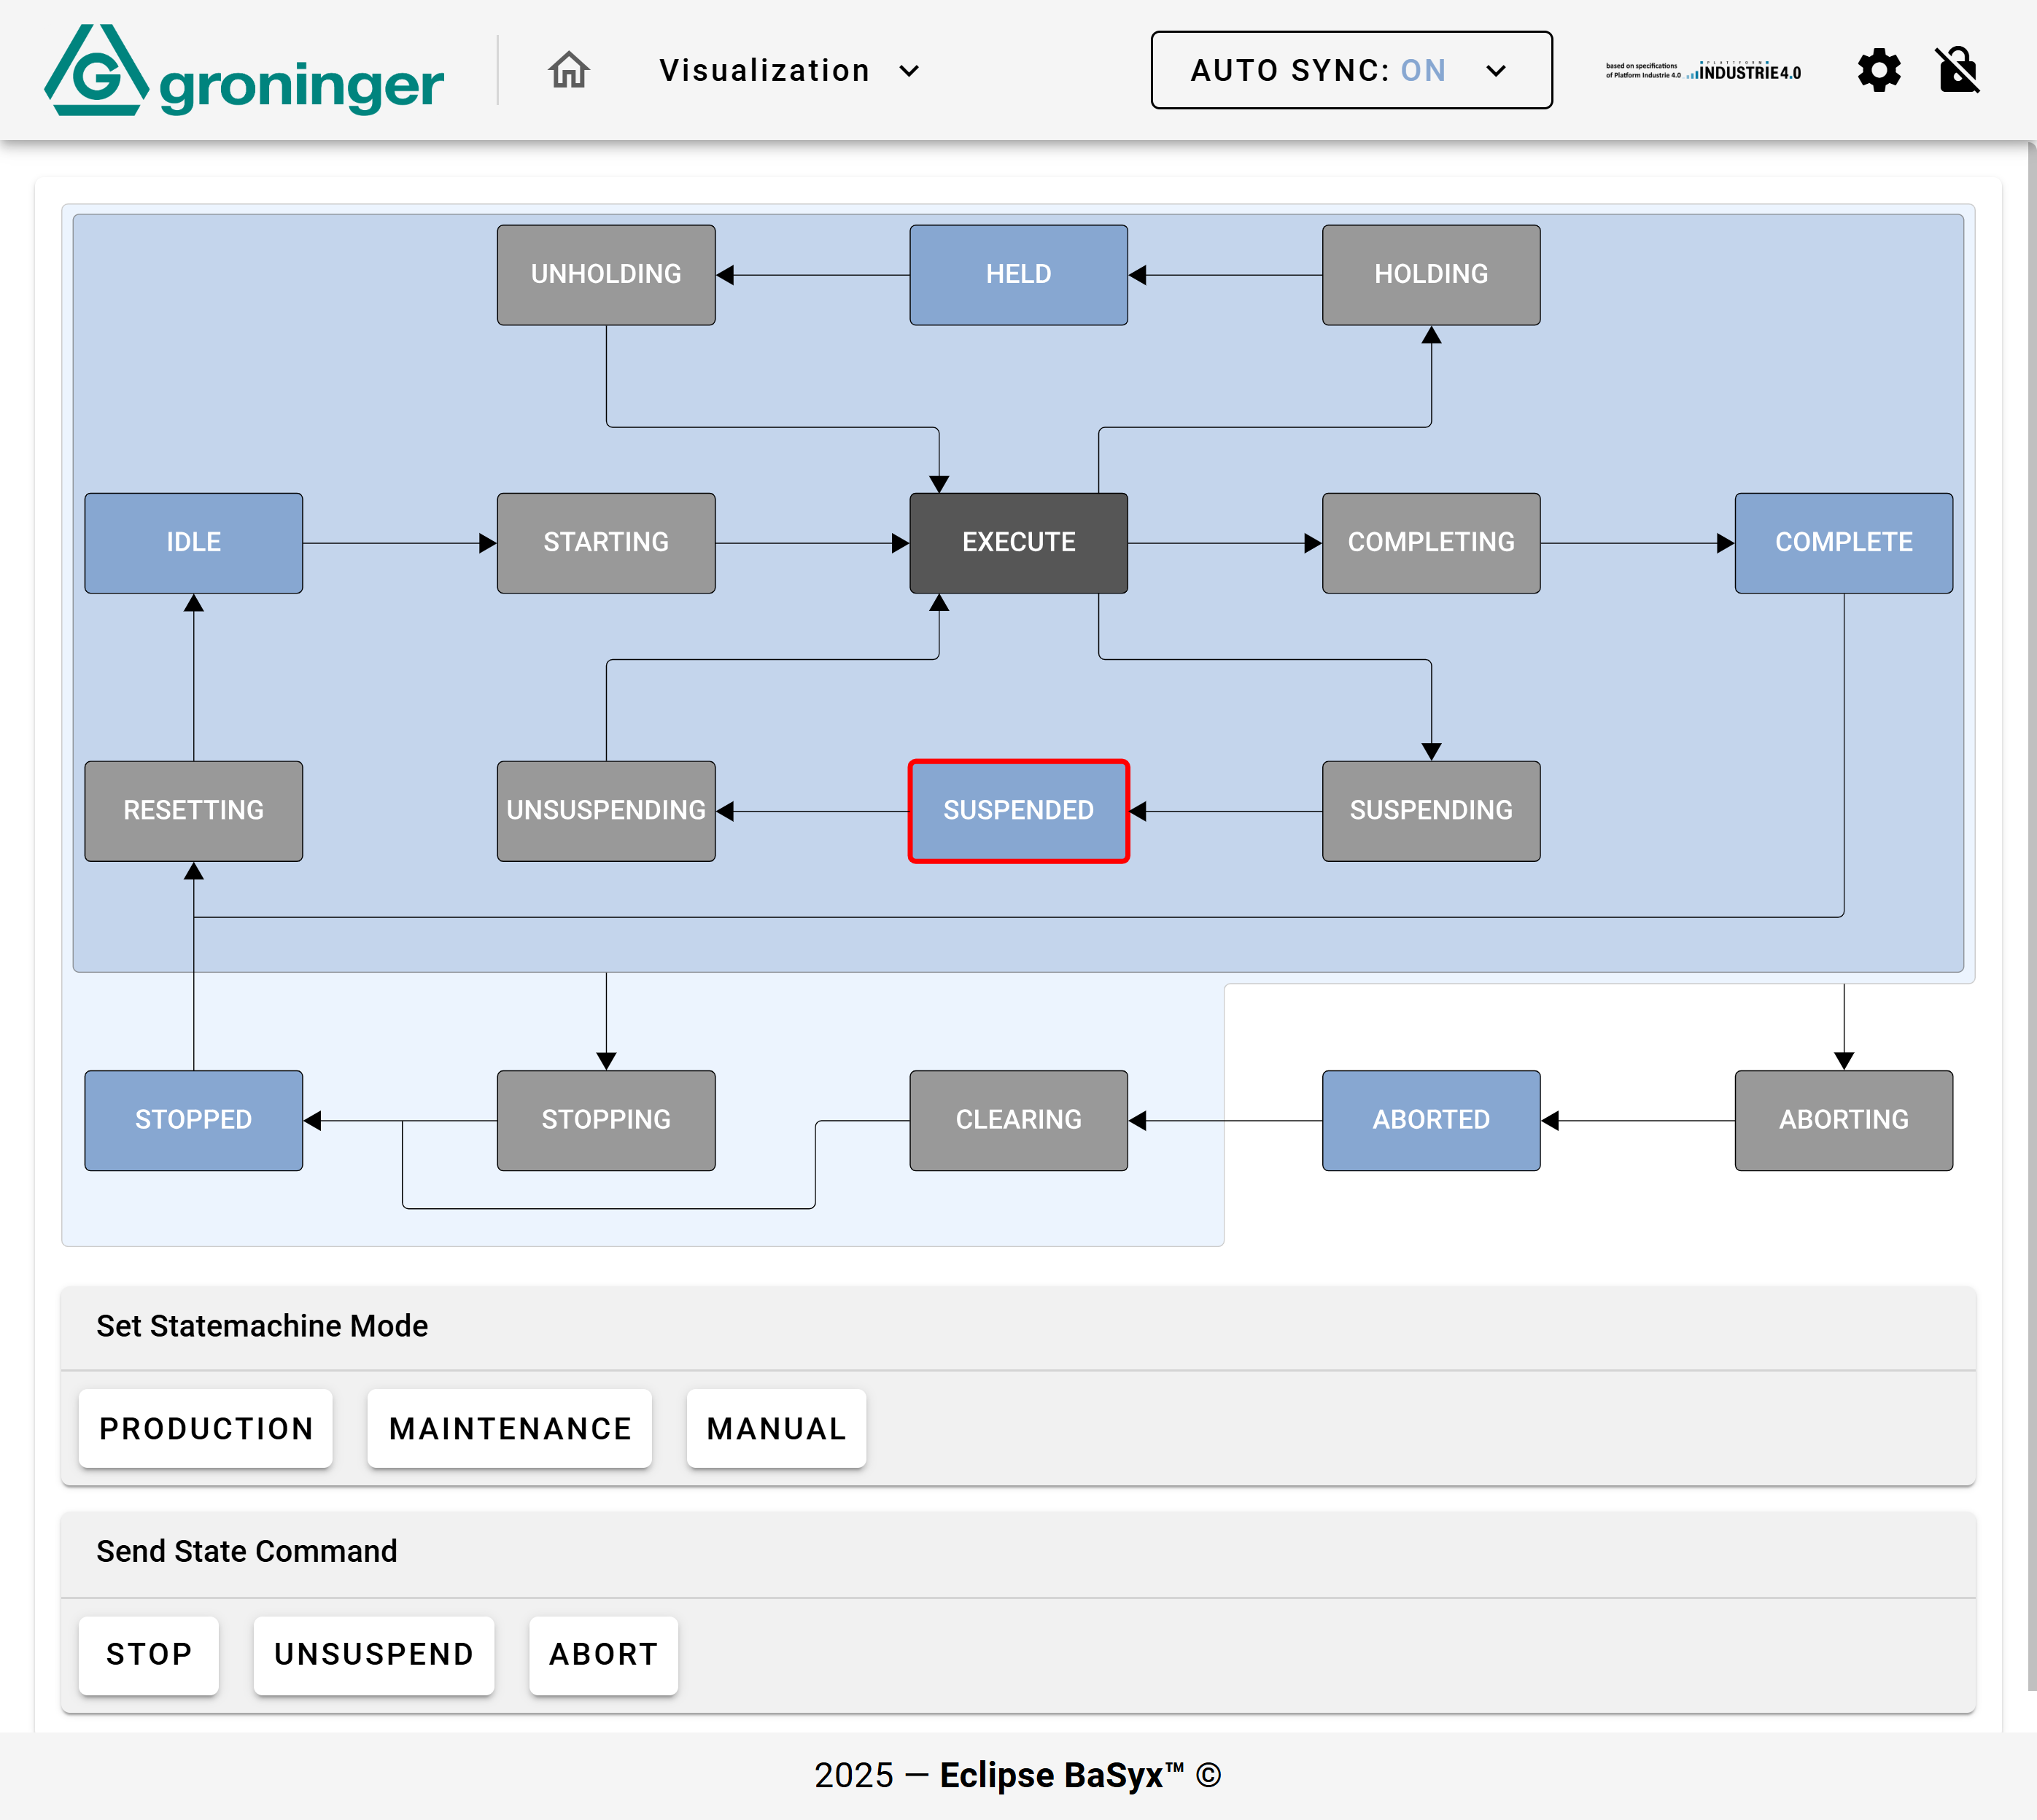 groninger
Visualization
AUTO SYNC: ON
based on specifications
of Platform Industrie 4.0
PLATTFORM
INDUSTRIE4.0
UNHOLDING
HELD
HOLDING
IDLE
STARTING
EXECUTE
COMPLETING
COMPLETE
RESETTING
UNSUSPENDING
SUSPENDED
SUSPENDING
STOPPED
STOPPING
CLEARING
ABORTED
ABORTING
Set Statemachine Mode
PRODUCTION
MAINTENANCE
MANUAL
Send State Command
STOP
UNSUSPEND
ABORT
2025 — Eclipse BaSyx™ ©